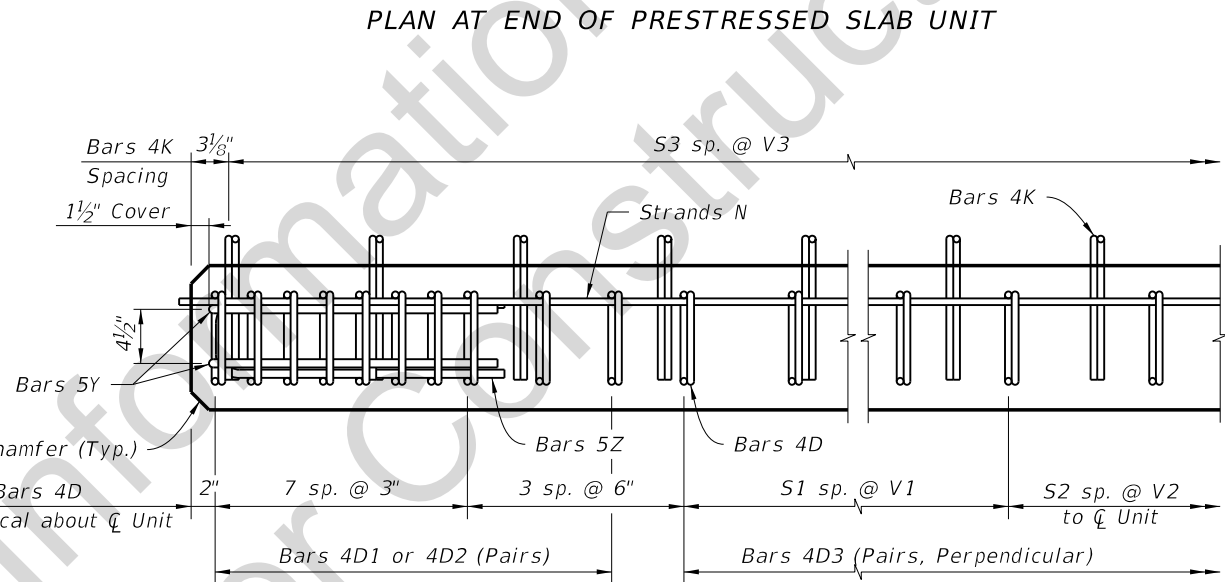 PLAN AT END OF PRESTRESSED SLAB UNIT
Bars 4K
Spacing
3⅛"
S3 sp. @ V3
1½" Cover
Strands N
Bars 4K
4½"
Bars 5Y
hamfer (Typ.)
Bars 5Z
Bars 4D
Bars 4D
ical about ℄ Unit
2"
7 sp. @ 3"
3 sp. @ 6"
S1 sp. @ V1
S2 sp. @ V2
to ℄ Unit
Bars 4D1 or 4D2 (Pairs)
Bars 4D3 (Pairs, Perpendicular)
Information
Construc